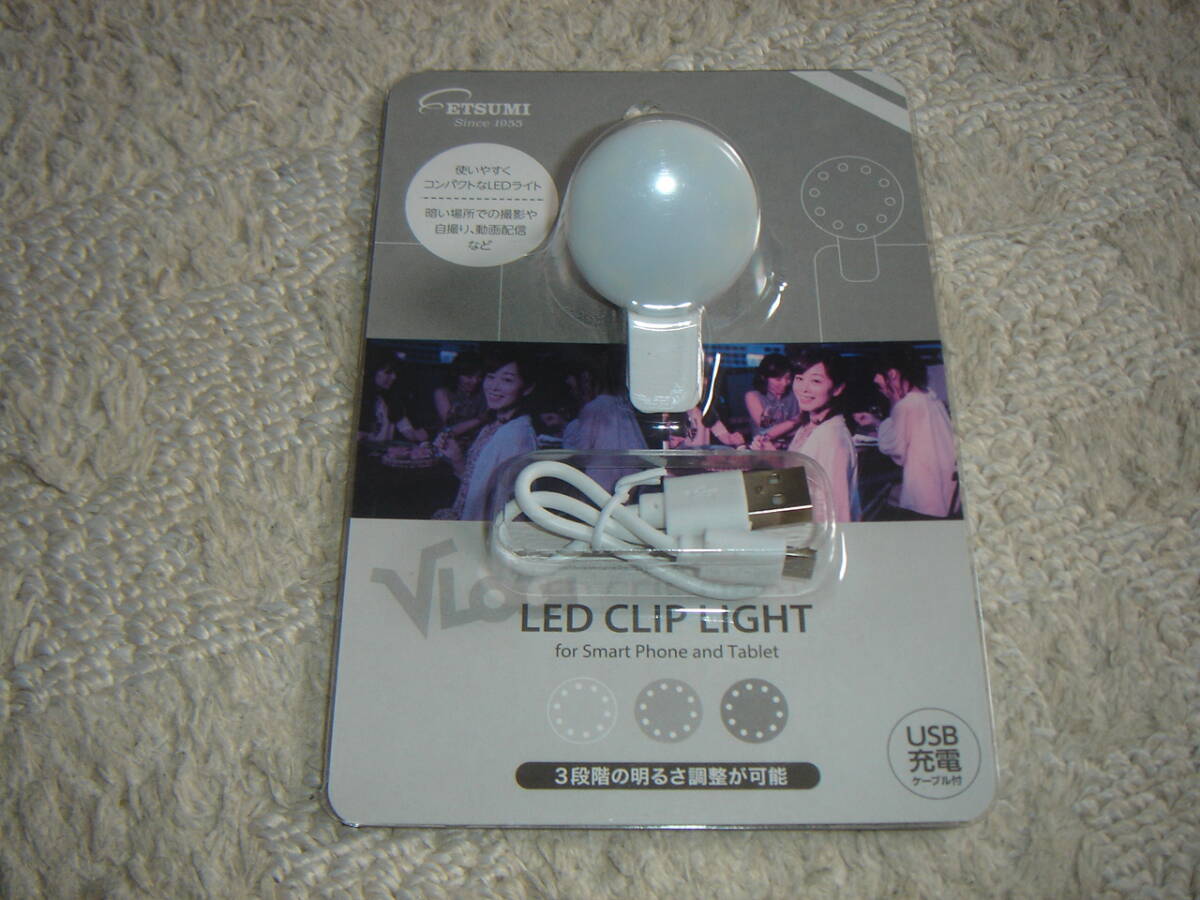 ETSUMI
Since 1955
使いやすく
コンパクトなLEDライト
暗い場所での撮影や
自撮り、動画配信
など
VLOG
LED CLIP LIGHT
for Smart Phone and Tablet
3段階の明るさ調整が可能
USB
充電
ケーブル付